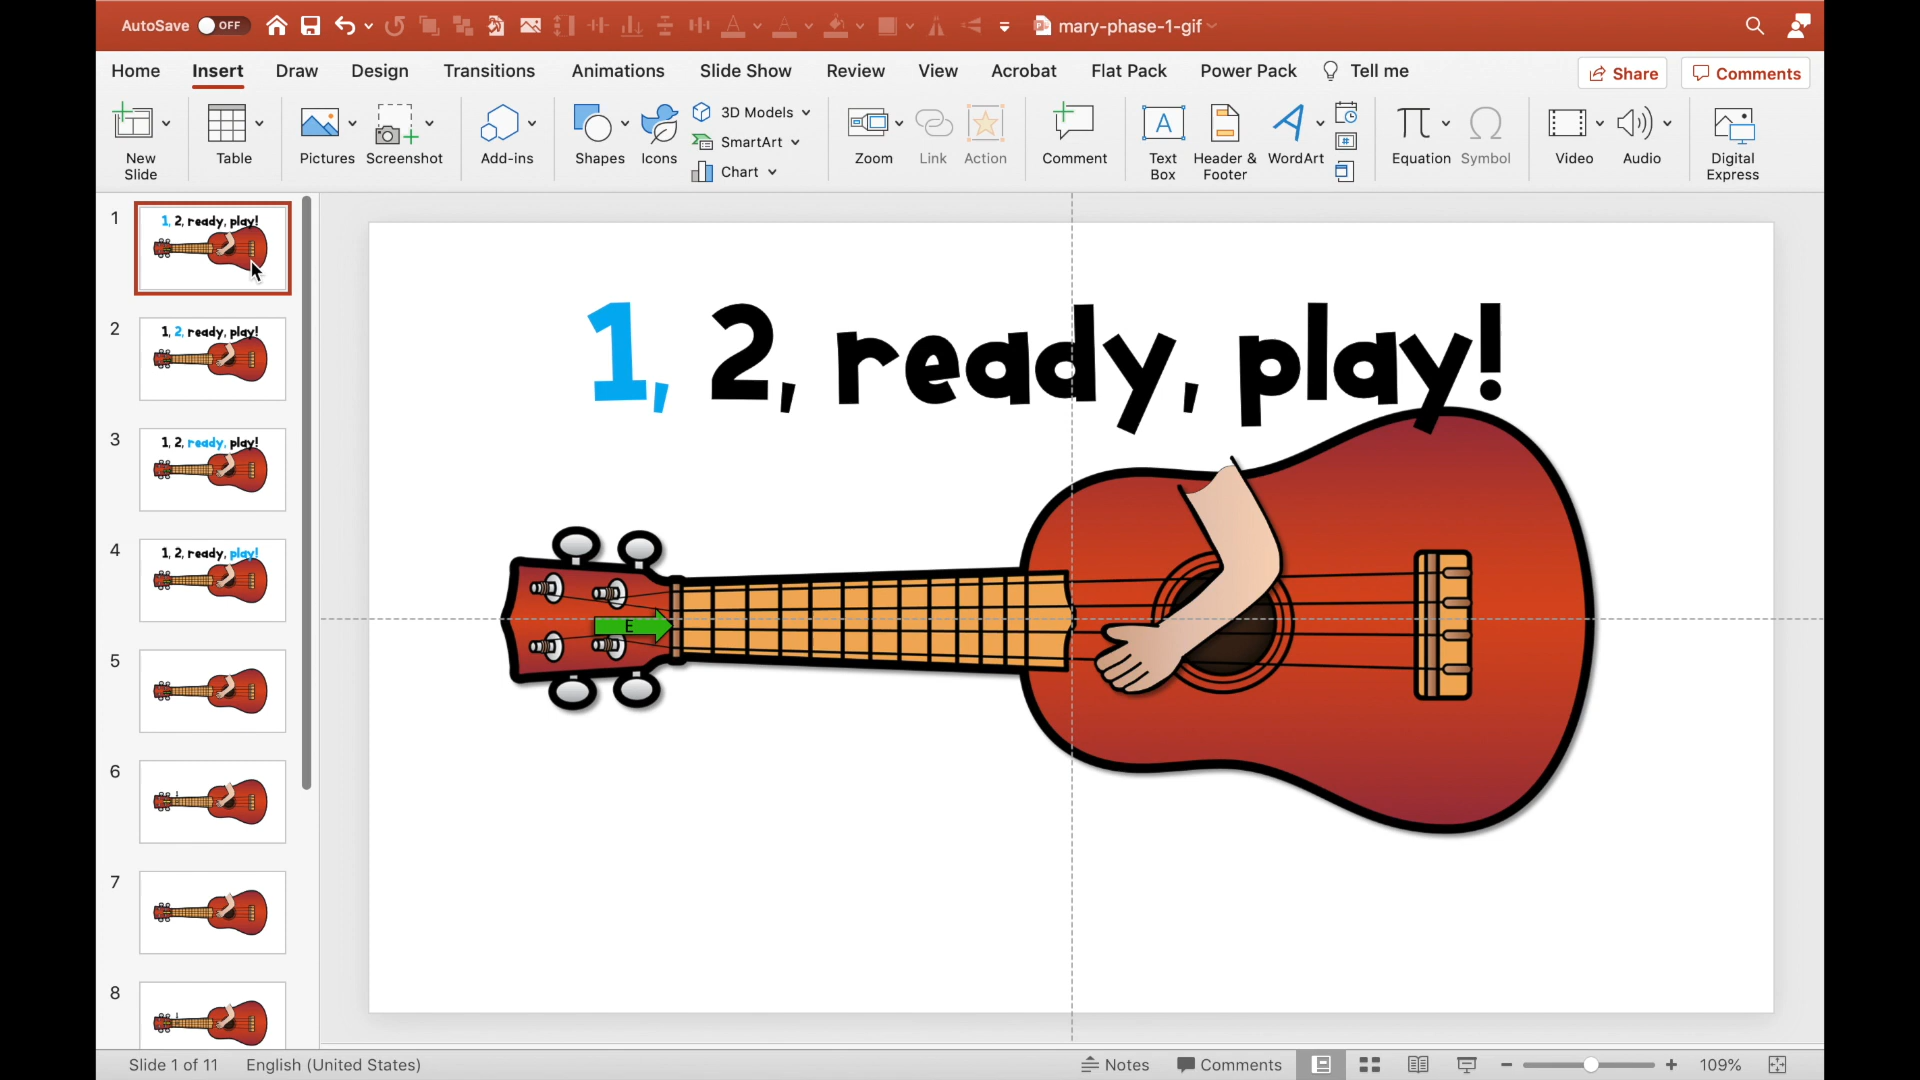 AutoSave OFF mary-phase-1-gif
Home Insert Draw Design Transitions Animations Slide Show Review View Acrobat Flat Pack Power Pack Tell me Share Comments
New Slide
Table
Pictures
Screenshot
Add-ins
Shapes
Icons
3D Models
SmartArt
Chart
Zoom
Link
Action
Comment
A
Text Box
Header & Footer
WordArt
Equation
Symbol
Video
Audio
Digital Express
1
1, 2, ready, play!
2
1, 2, ready, play!
3
1, 2, ready, play!
4
1, 2, ready, play!
5
6
7
8
1, 2, ready, play!
E
Slide 1 of 11 English (United States) Notes Comments 109%